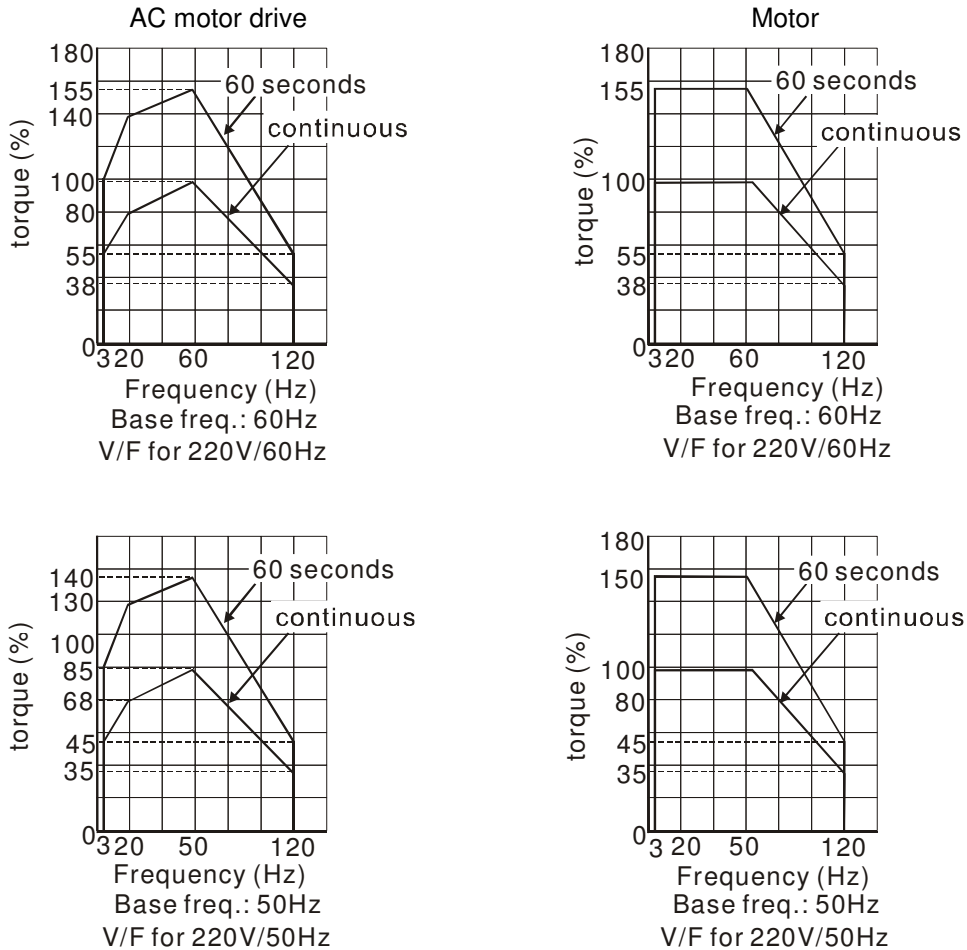 AC motor drive
180
155
140
100
80
55
38
0
torque (%)
60 seconds
continuous
3 20 60 120
Frequency (Hz)
Base freq.: 60Hz
V/F for 220V/60Hz
Motor
180
155
100
80
55
38
0
torque (%)
60 seconds
continuous
3 20 60 120
Frequency (Hz)
Base freq.: 60Hz
V/F for 220V/60Hz
140
130
100
85
68
45
35
0
torque (%)
60 seconds
continuous
3 20 50 120
Frequency (Hz)
Base freq.: 50Hz
V/F for 220V/50Hz
180
150
100
80
45
35
0
torque (%)
60 seconds
continuous
3 20 50 120
Frequency (Hz)
Base freq.: 50Hz
V/F for 220V/50Hz